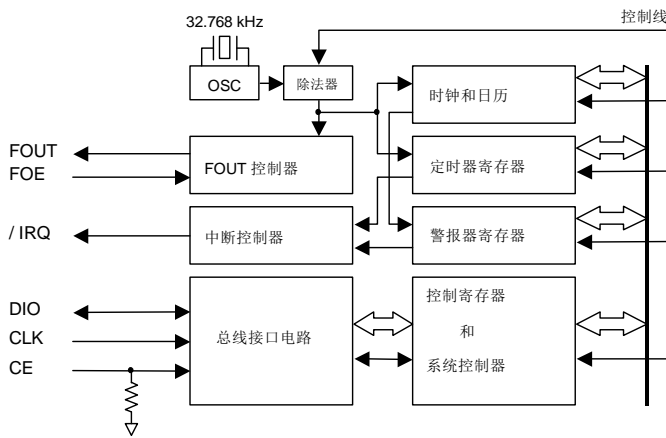 控制线
32.768 kHz
OSC
除法器
时钟和日历
FOUT
FOE
FOUT 控制器
定时器寄存器
/ IRQ
中断控制器
警报器寄存器
DIO
CLK
CE
总线接口电路
控制寄存器
和
系统控制器